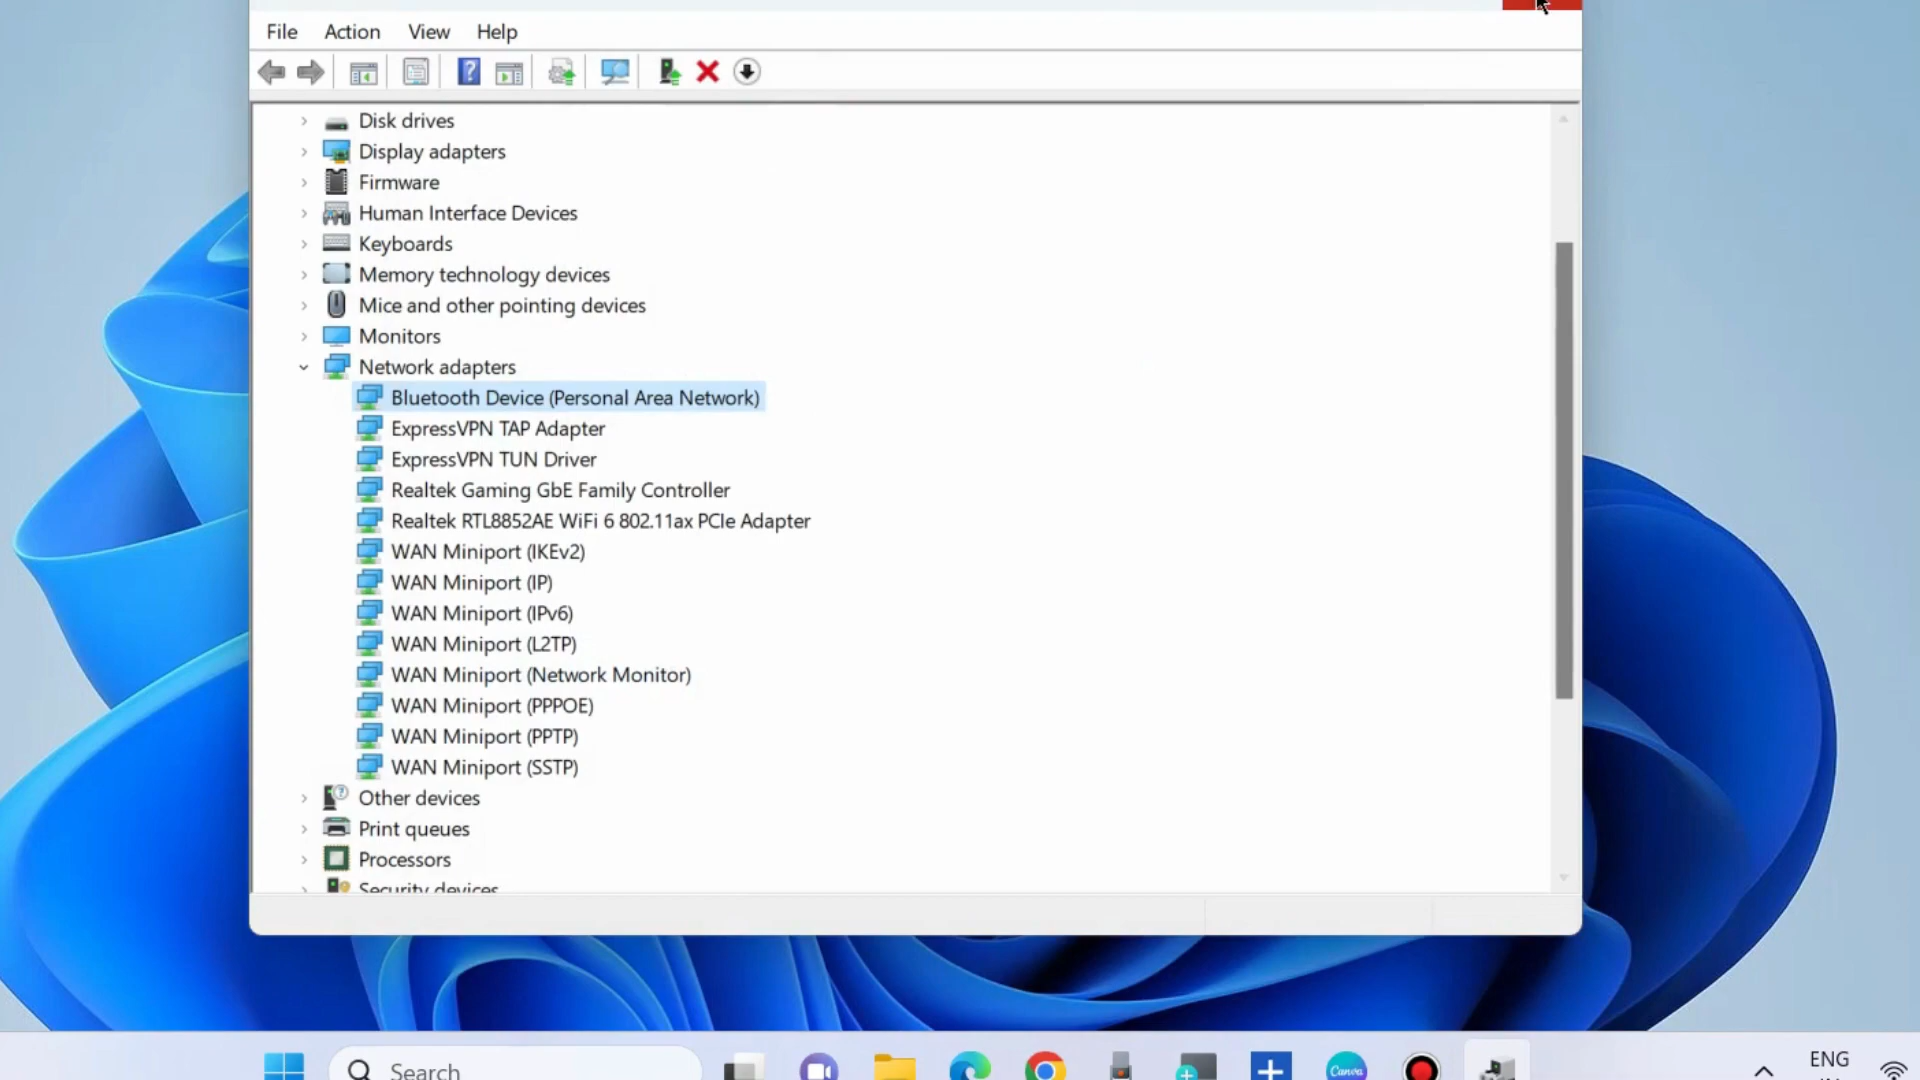 File Action View Help
Disk drives
Display adapters
Firmware
Human Interface Devices
Keyboards
Memory technology devices
Mice and other pointing devices
Monitors
Network adapters
Bluetooth Device (Personal Area Network)
ExpressVPN TAP Adapter
ExpressVPN TUN Driver
Realtek Gaming GbE Family Controller
Realtek RTL8852AE WiFi 6 802.11ax PCIe Adapter
WAN Miniport (IKEv2)
WAN Miniport (IP)
WAN Miniport (IPv6)
WAN Miniport (L2TP)
WAN Miniport (Network Monitor)
WAN Miniport (PPPOE)
WAN Miniport (PPTP)
WAN Miniport (SSTP)
Other devices
Print queues
Processors
Security devices
Search
Canva
ENG